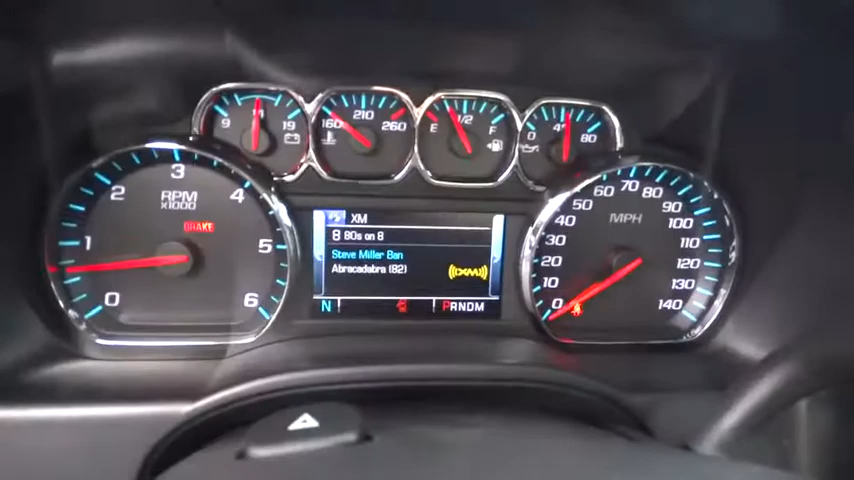 9 14 19
160 210 260
E 1/2 F
0 40 80
RPM
x1000
0 1 2 3 4 5 6
BRAKE
XM
8 80s on 8
Steve Miller Ban
Abracadabra (82)
((XM))
N
PRNDM
MPH
0 10 20 30 40 50 60 70 80 90 100 110 120 130 140